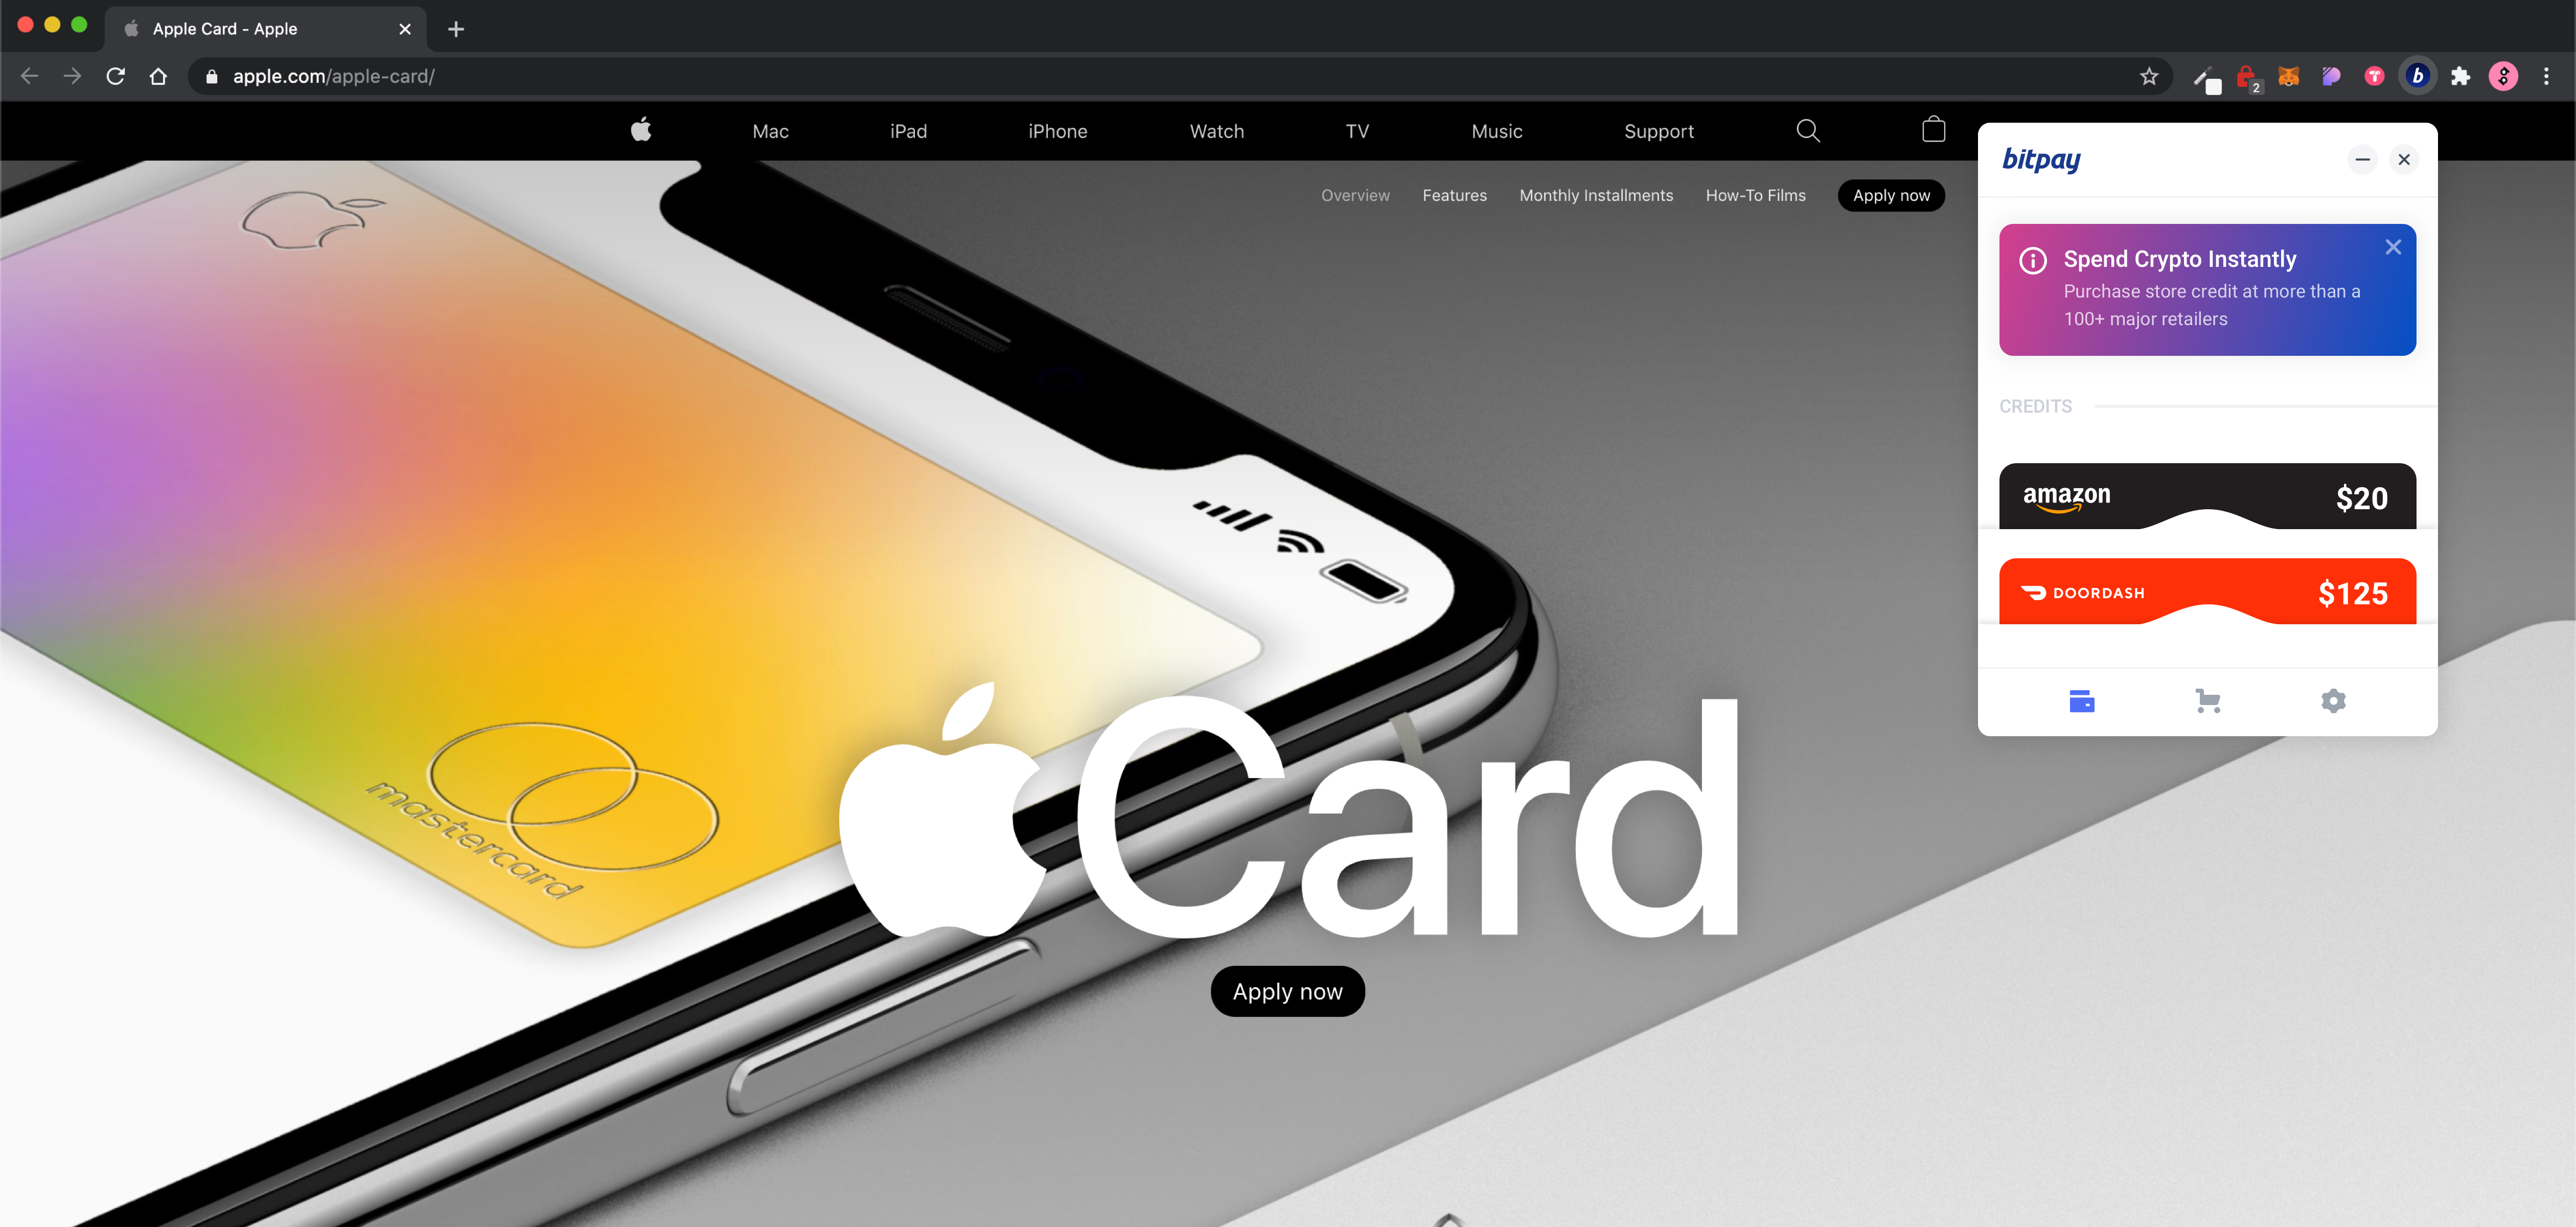 Apple Card - Apple
apple.com/apple-card/
2
Mac iPad iPhone Watch TV Music Support
Overview Features Monthly Installments How-To Films Apply now
mastercard
Card
Apply now
bitpay
Spend Crypto Instantly
Purchase store credit at more than a
100+ major retailers
CREDITS
amazon $20
DOORDASH $125